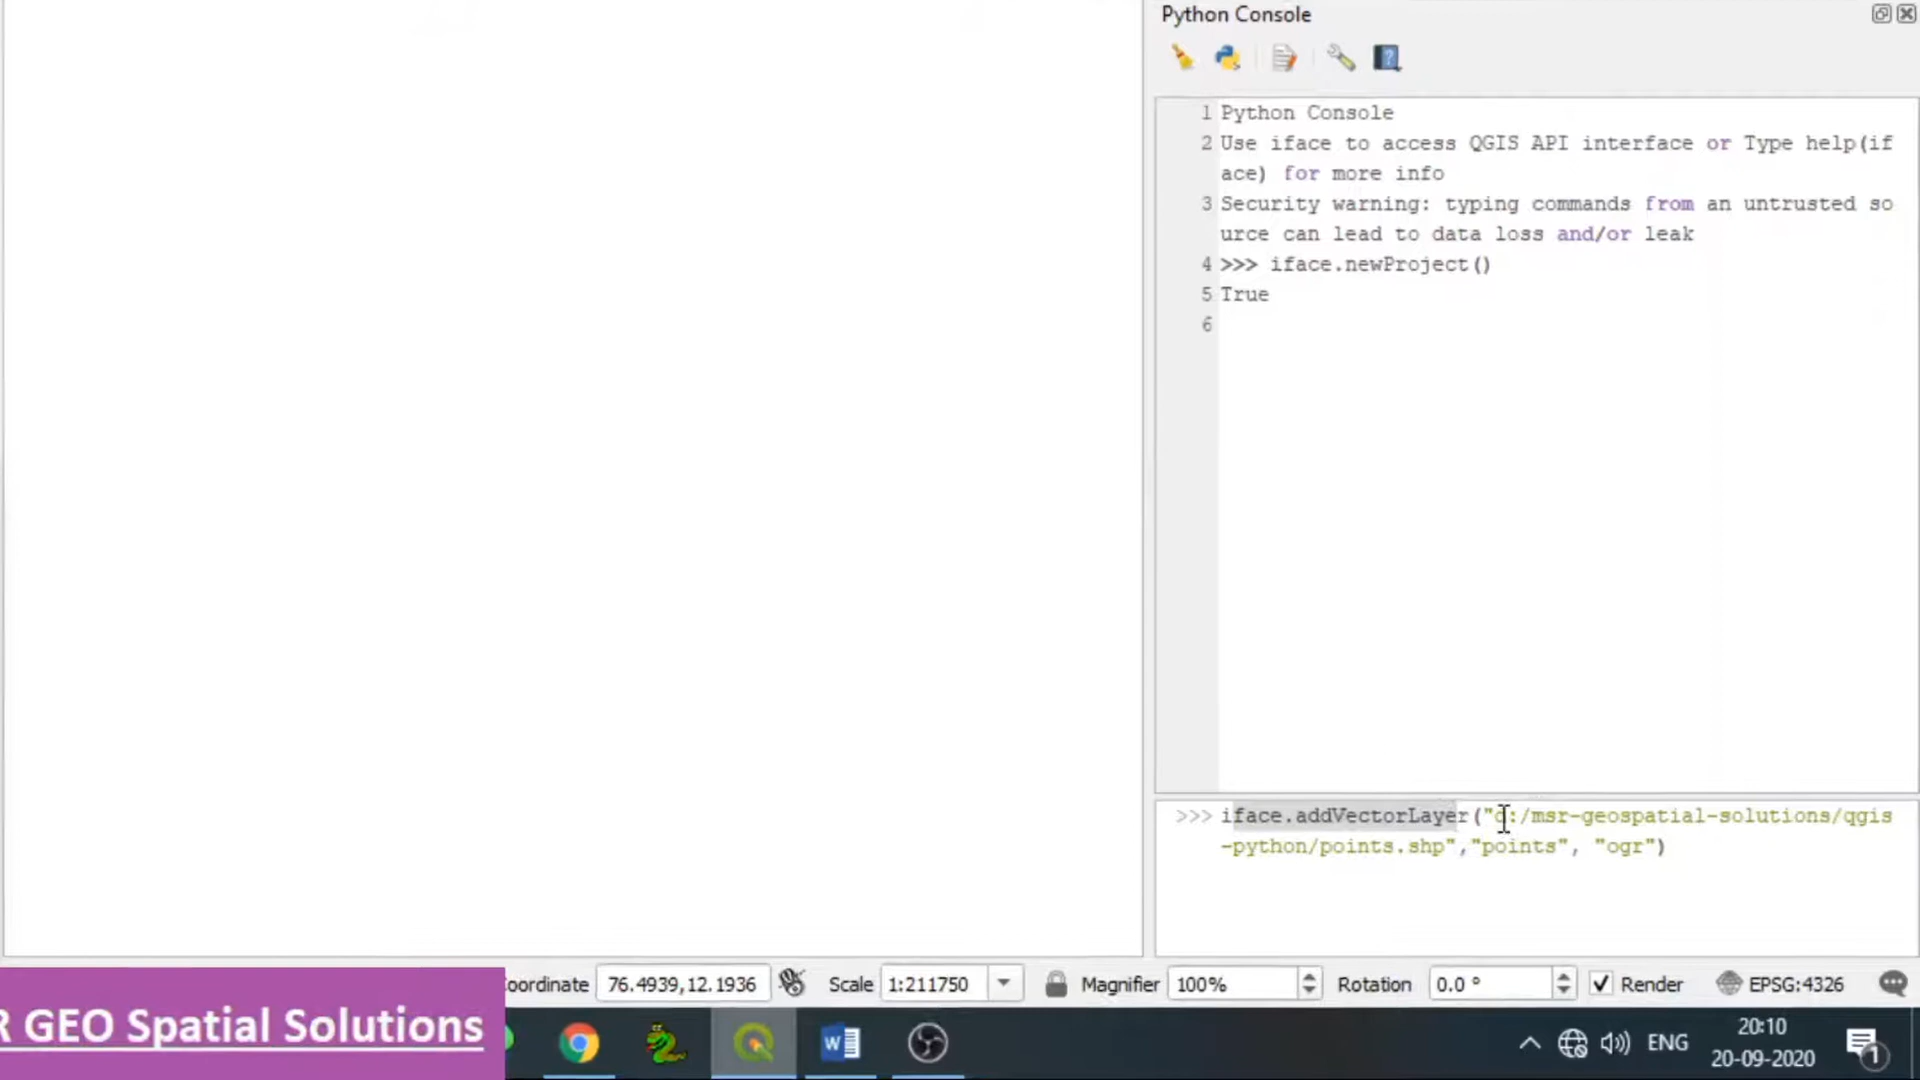 Python Console
1 Python Console
2 Use iface to access QGIS API interface or Type help(if
ace) for more info
3 Security warning: typing commands from an untrusted so
urce can lead to data loss and/or leak
4 >>> iface.newProject()
5 True
6
>>> iface.addVectorLayer(":/msr-geospatial-solutions/qgis
-python/points.shp","points", "ogr")
oordinate 76.4939,12.1936 Scale 1:211750 Magnifier 100% Rotation 0.0 ° Render EPSG:4326
R GEO Spatial Solutions
ENG
20:10
20-09-2020
1